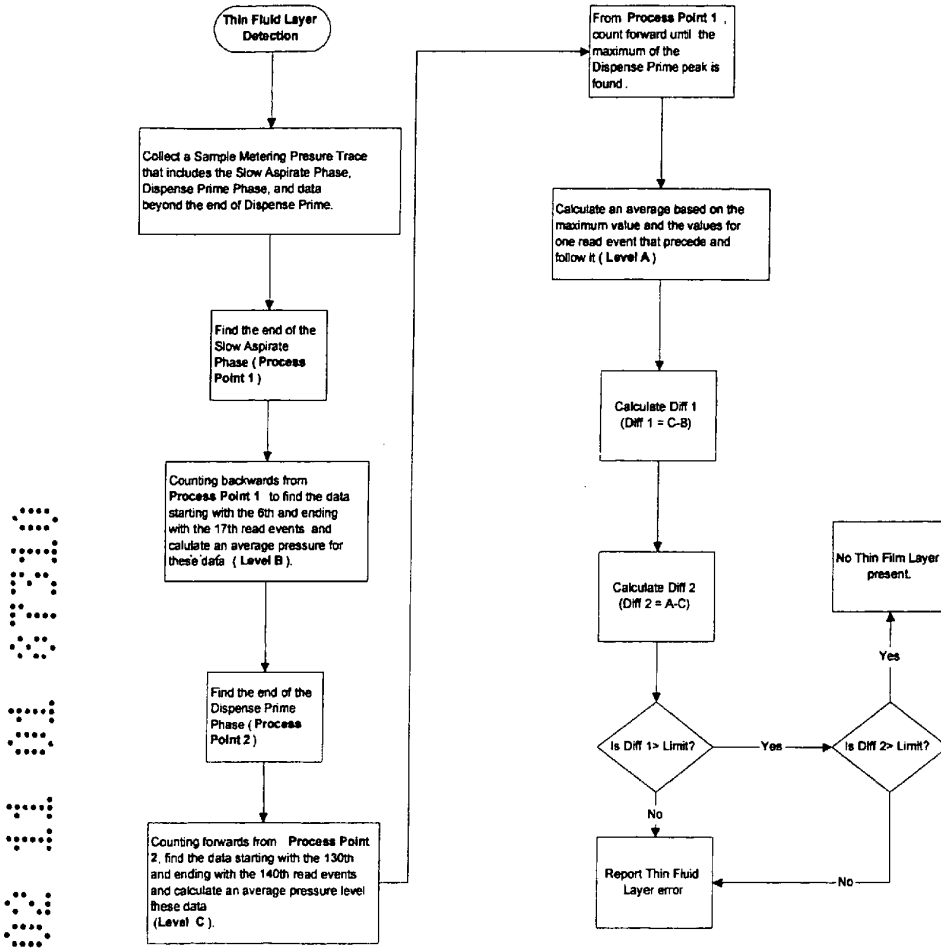 Thin Fluid Layer
Detection
Collect a Sample Metering Presure Trace
that includes the Slow Aspirate Phase,
Dispense Prime Phase, and data
beyond the end of Dispense Prime.
Find the end of the
Slow Aspirate
Phase ( Process
Point 1 )
Counting backwards from
Process Point 1 to find the data
starting with the 6th and ending
with the 17th read events and
calulate an average pressure for
these data ( Level B ).
Find the end of the
Dispense Prime
Phase ( Process
Point 2 )
Counting forwards from Process Point
2, find the data starting with the 130th
and ending with the 140th read events
and calculate an average pressure level
these data
(Level C ).
From Process Point 1 ,
count forward until the
maximum of the
Dispense Prime peak is
found .
Calculate an average based on the
maximum value and the values for
one read event that precede and
follow it ( Level A )
Calculate Diff 1
(Diff 1 = C-B)
Calculate Diff 2
(Diff 2 = A-C)
Is Diff 1> Limit?
Yes
Is Diff 2> Limit?
Yes
No Thin Film Layer
present.
No
No
Report Thin Fluid
Layer error